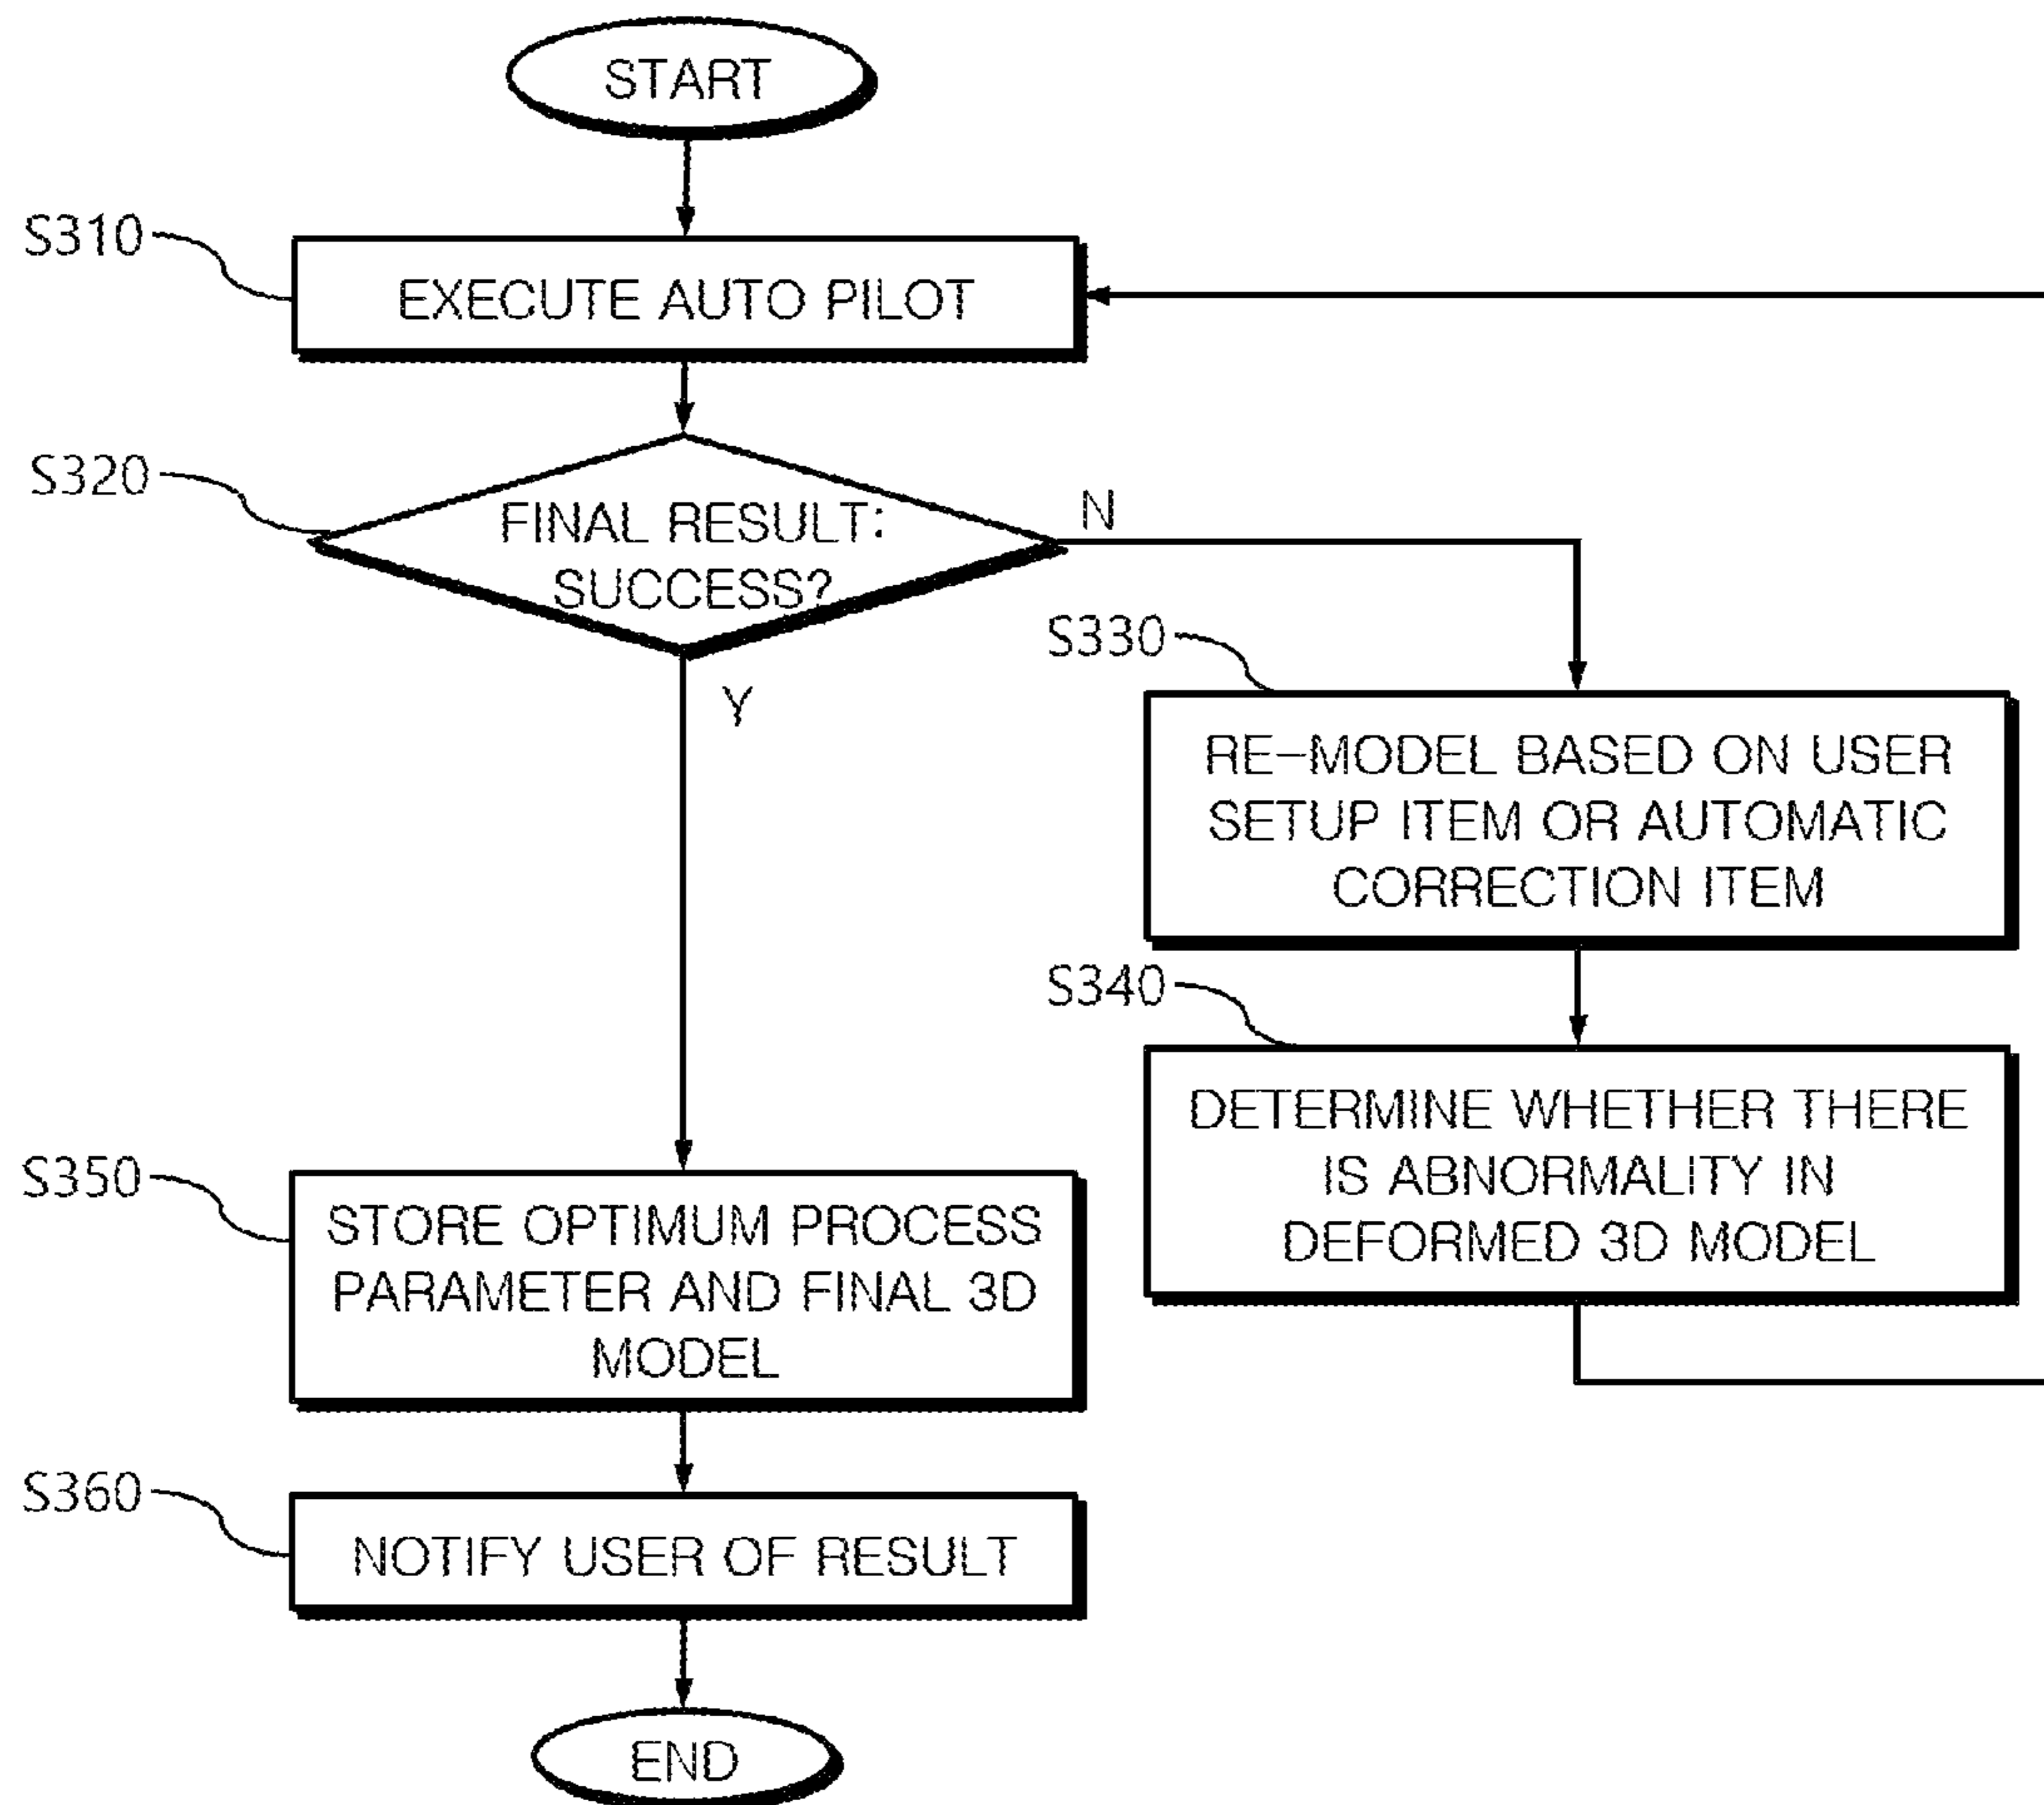 START
S310
EXECUTE AUTO PILOT
S320
FINAL RESULT:
SUCCESS?
N
Y
S330
RE-MODEL BASED ON USER
SETUP ITEM OR AUTOMATIC
CORRECTION ITEM
S340
DETERMINE WHETHER THERE
IS ABNORMALITY IN
DEFORMED 3D MODEL
S350
STORE OPTIMUM PROCESS
PARAMETER AND FINAL 3D
MODEL
S360
NOTIFY USER OF RESULT
END